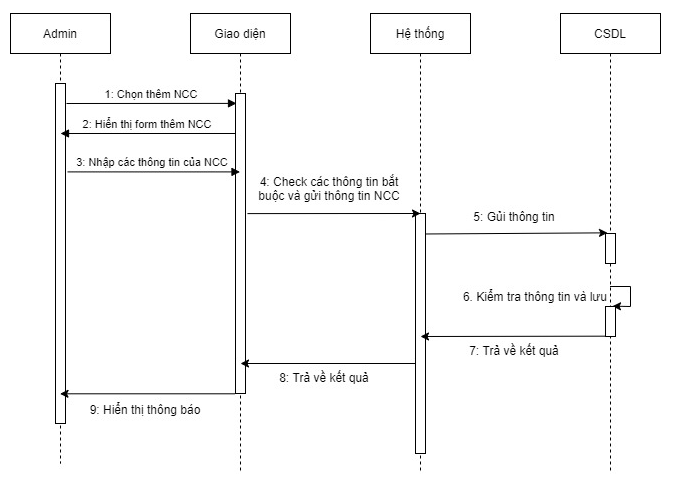 Admin
Giao diện
Hệ thống
CSDL
1: Chọn thêm NCC
2: Hiển thị form thêm NCC
3: Nhập các thông tin của NCC
4: Check các thông tin bắt
buộc và gửi thông tin NCC
5: Gủi thông tin
6. Kiểm tra thông tin và lưu
7: Trả về kết quả
8: Trả về kết quả
9: Hiển thị thông báo